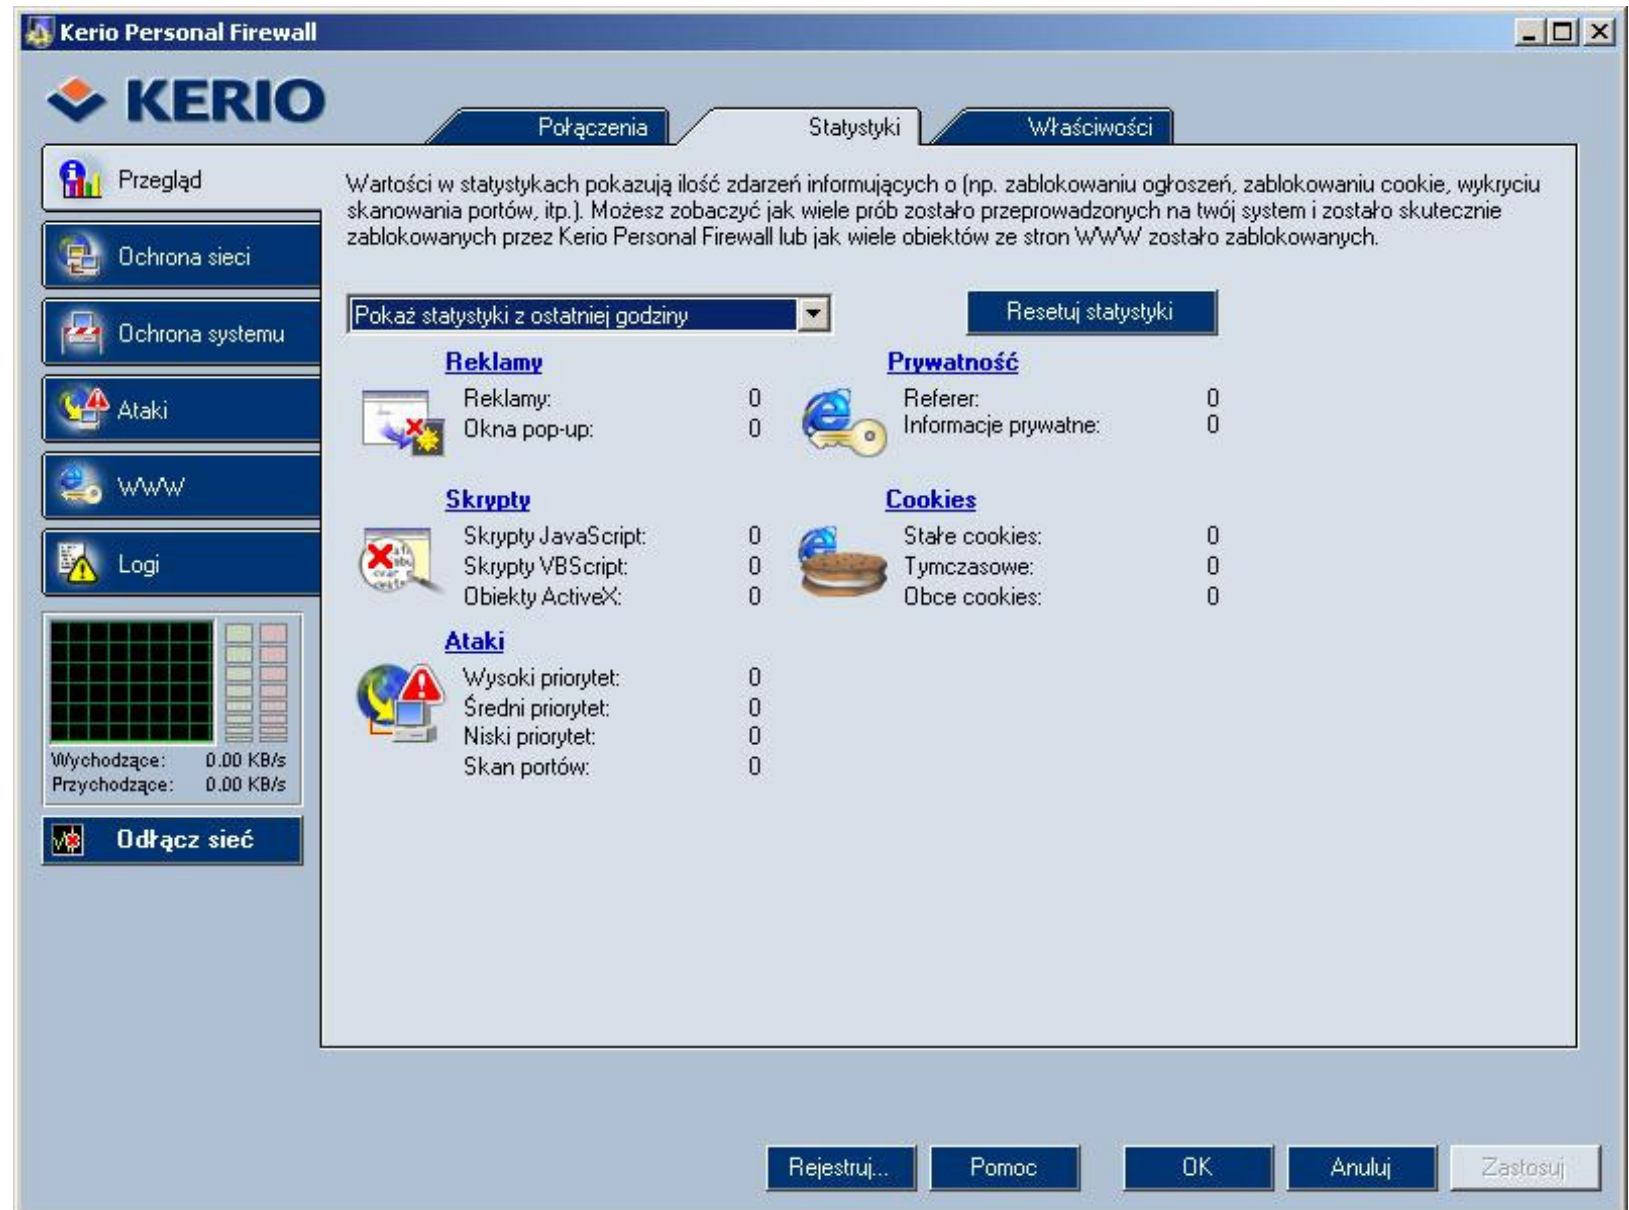 Kerio Personal Firewall
KERIO
Połączenia
Statystyki
Właściwości
Przegląd
Ochrona sieci
Ochrona systemu
Ataki
WWW
Logi
Wychodzące: 0.00 KB/s
Przychodzące: 0.00 KB/s
Odłącz sieć
Wartości w statystykach pokazują ilość zdarzeń informujących o (np. zablokowaniu ogłoszeń, zablokowaniu cookie, wykryciu
skanowania portów, itp.). Możesz zobaczyć jak wiele prób zostało przeprowadzonych na twój system i zostało skutecznie
zablokowanych przez Kerio Personal Firewall lub jak wiele obiektów ze stron WWW zostało zablokowanych.
Pokaż statystyki z ostatniej godziny
Resetuj statystyki
Reklamy
Reklamy: 0
Okna pop-up: 0
Prywatność
Referer: 0
Informacje prywatne: 0
Skrypty
Skrypty JavaScript: 0
Skrypty VBScript: 0
Obiekty ActiveX: 0
Cookies
Stałe cookies: 0
Tymczasowe: 0
Obce cookies: 0
Ataki
Wysoki priorytet: 0
Średni priorytet: 0
Niski priorytet: 0
Skan portów: 0
Rejestruj...
Pomoc
OK
Anuluj
Zastosuj